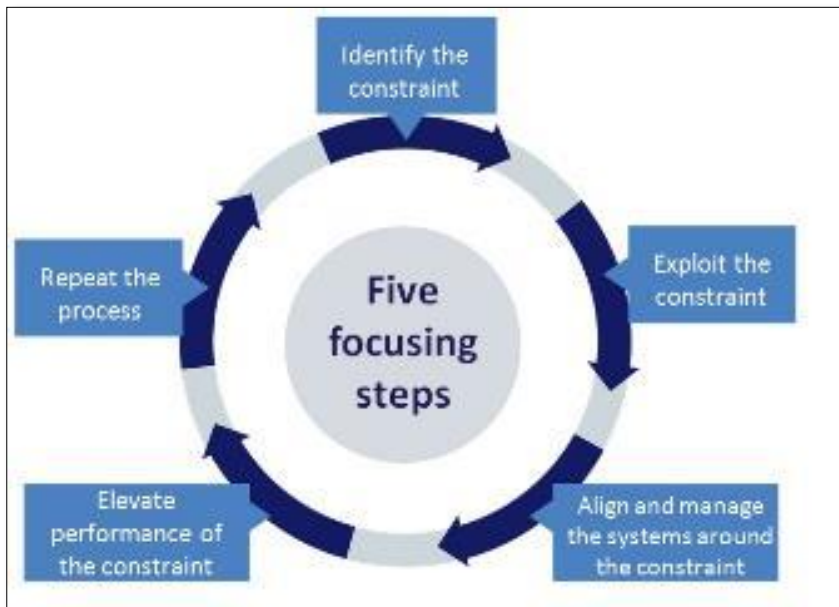 Identify the
constraint
Exploit the
constraint
Align and manage
the systems around
the constraint
Elevate
performance of
the constraint
Repeat the
process
Five
focusing
steps